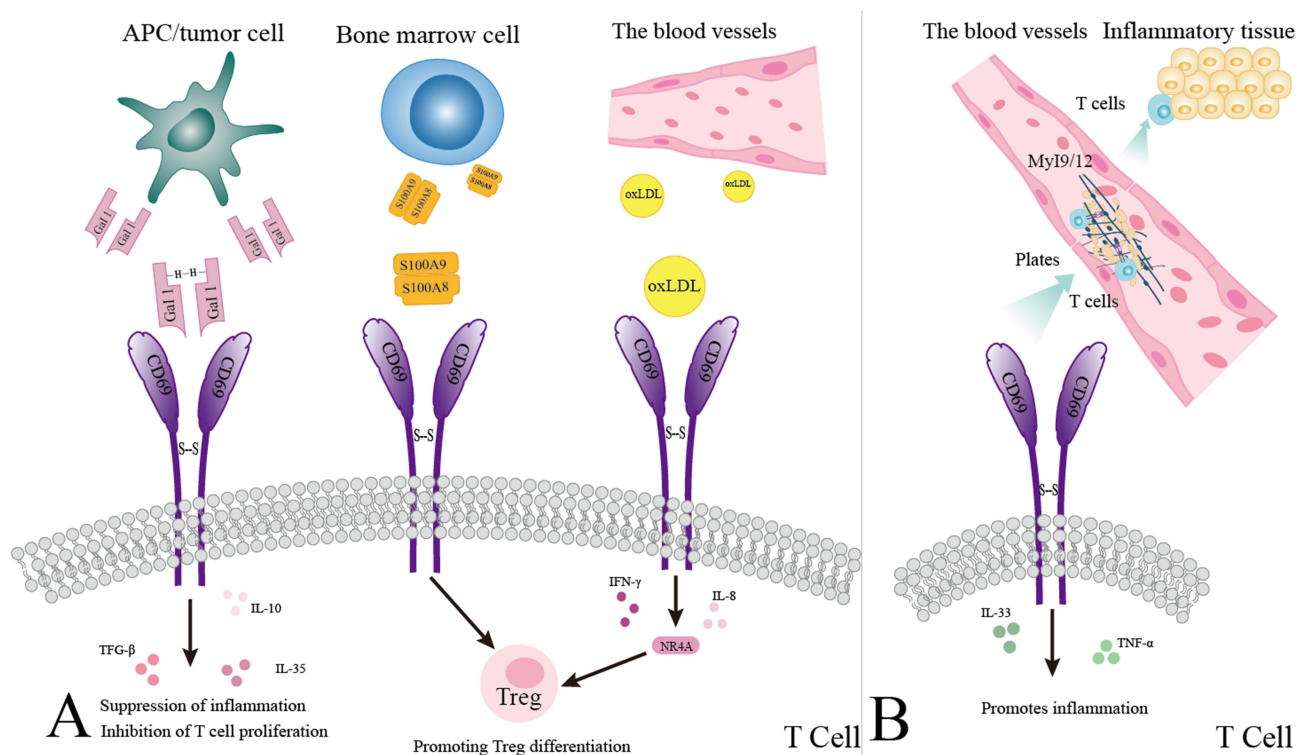 APC/tumor cell
Bone marrow cell
The blood vessels
Gal 1
Gal 1
Gal 1
Gal 1
H-H
Gal 1
Gal 1
S100A9
S100A8
S100A9
S100A8
S100A9
S100A8
oxLDL
oxLDL
oxLDL
CD69
CD69
S--S
CD69
CD69
S--S
CD69
CD69
S--S
IL-10
TFG-β
IL-35
Suppression of inflammation
Inhibition of T cell proliferation
IFN-γ
IL-8
NR4A
Treg
Promoting Treg differentiation
A
T Cell
The blood vessels
Inflammatory tissue
T cells
MyI9/12
Plates
T cells
CD69
CD69
S--S
IL-33
TNF-α
Promotes inflammation
B
T Cell